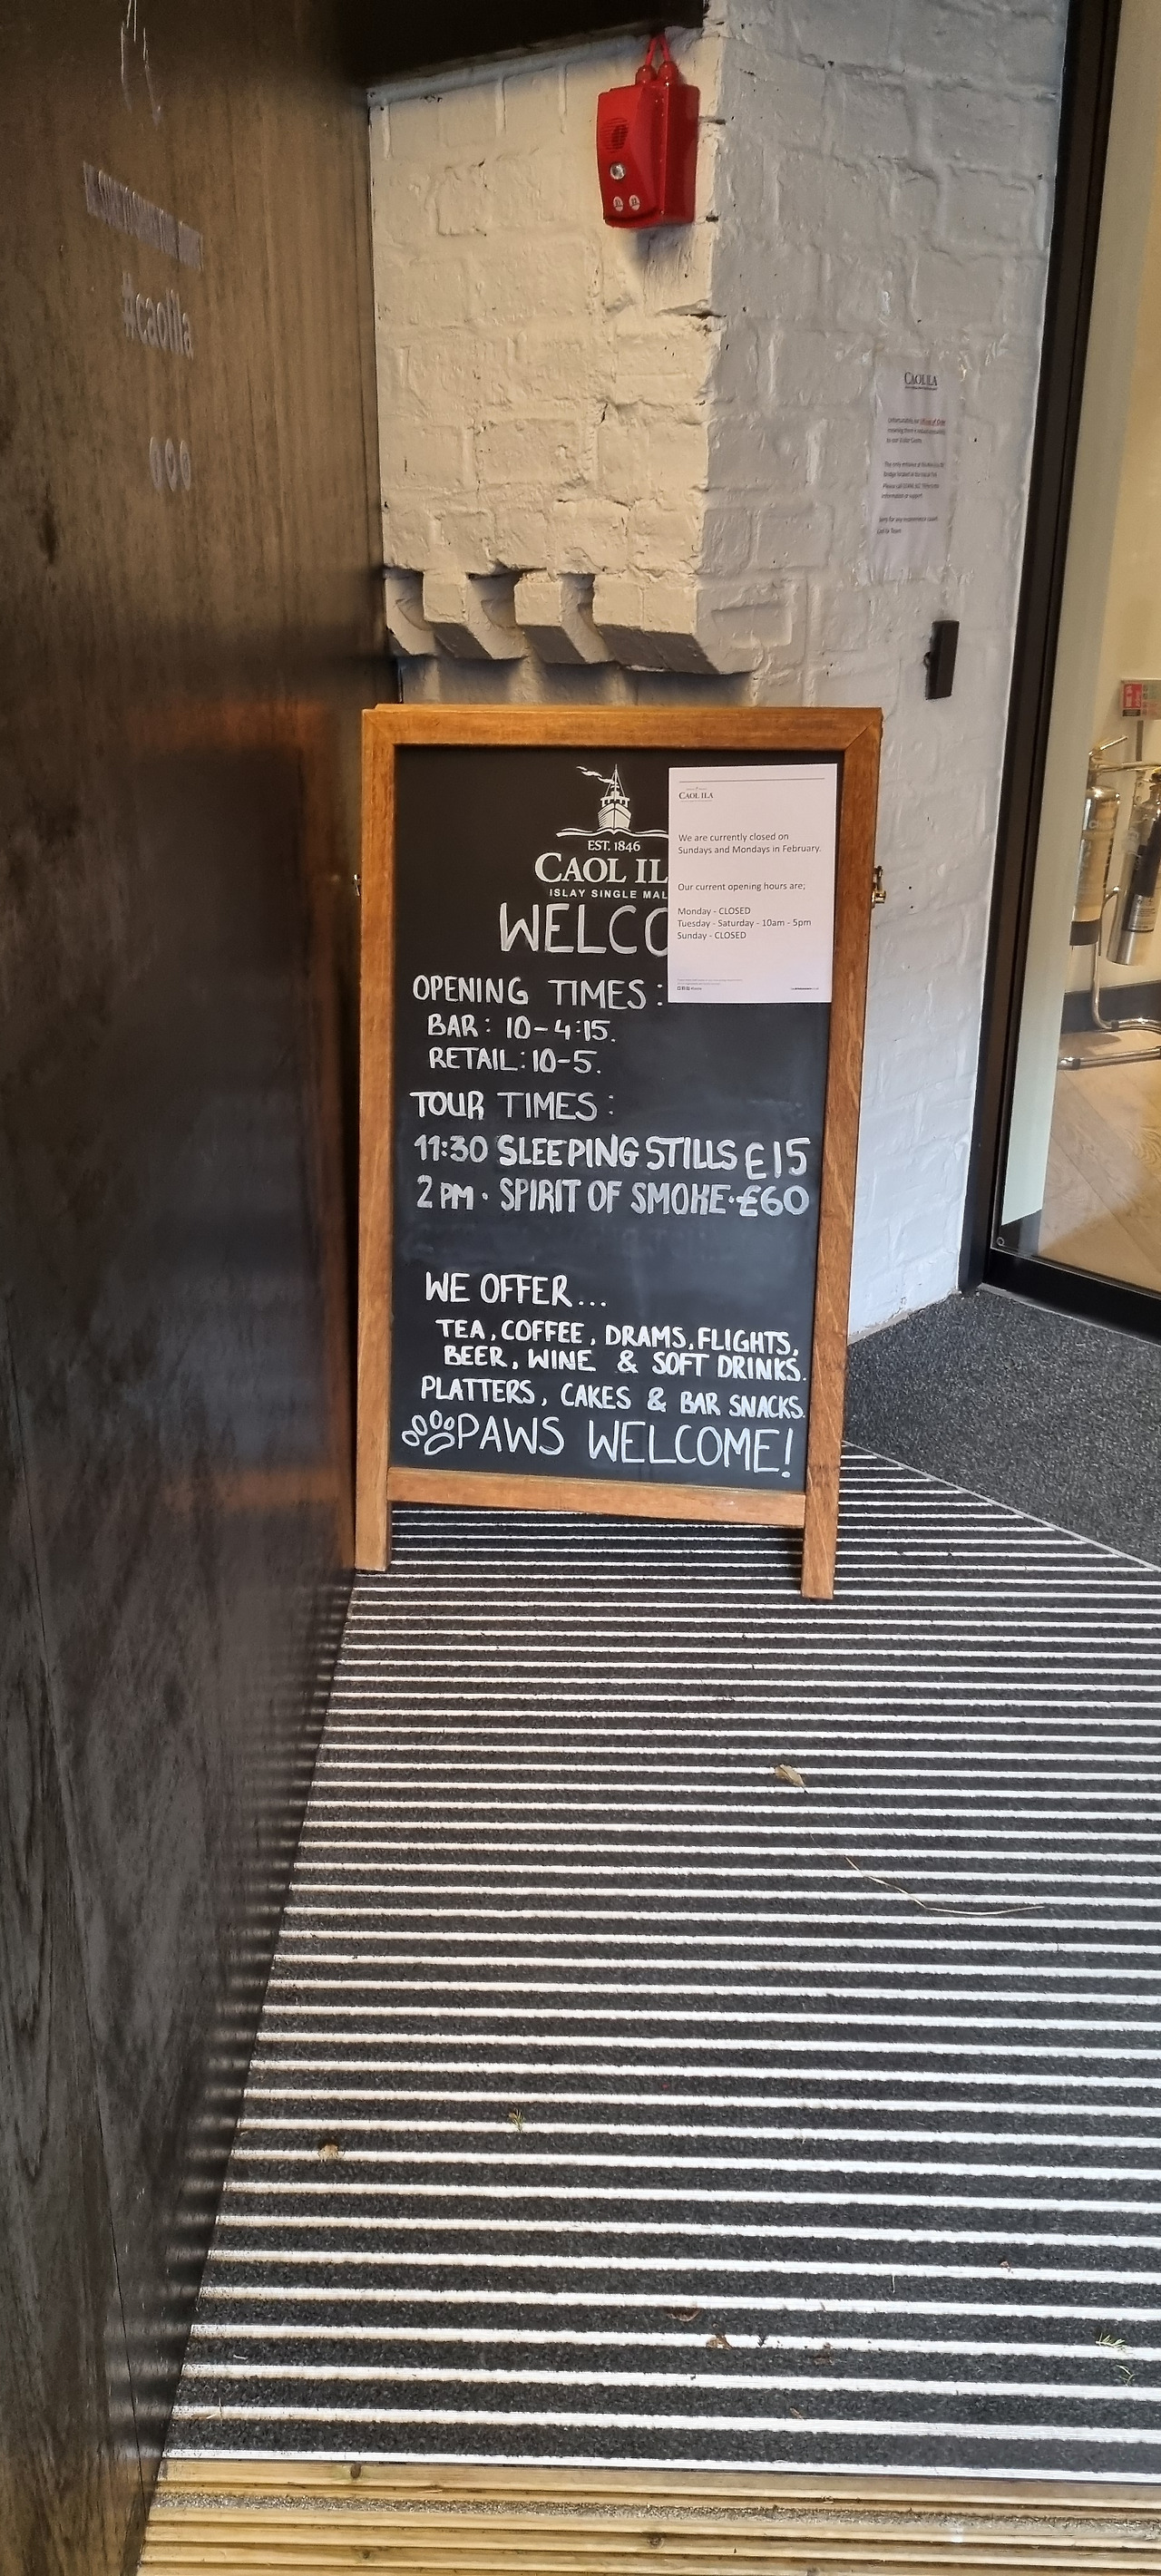 #caolila
CAOL ILA
EST. 1846
CAOL IL
ISLAY SINGLE MAL
WELCO
CAOL ILA
We are currently closed on
Sundays and Mondays in February.
Our current opening hours are;
Monday - CLOSED
Tuesday - Saturday - 10am - 5pm
Sunday - CLOSED
OPENING TIMES:
BAR: 10-4:15.
RETAIL: 10-5.
TOUR TIMES:
11:30 SLEEPING STILLS £15
2PM · SPIRIT OF SMOKE · £60
WE OFFER...
TEA, COFFEE, DRAMS, FLIGHTS,
BEER, WINE & SOFT DRINKS.
PLATTERS, CAKES & BAR SNACKS.
PAWS WELCOME!